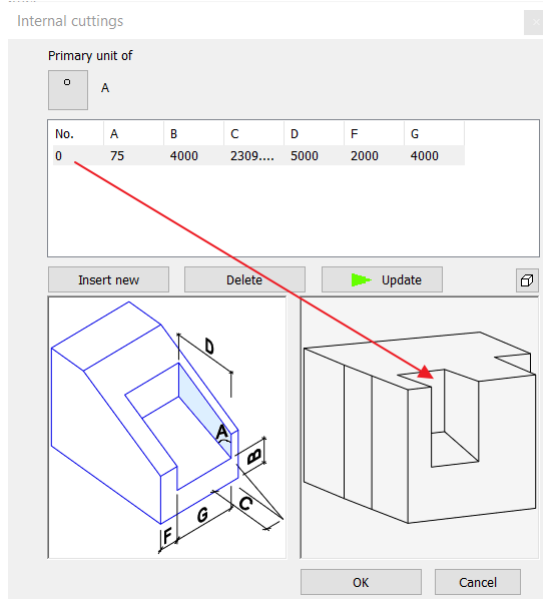 Internal cuttings
Primary unit of
° A
No. A B C D F G
0 75 4000 2309.... 5000 2000 4000
Insert new Delete Update
D
A
B
C
G
F
OK Cancel